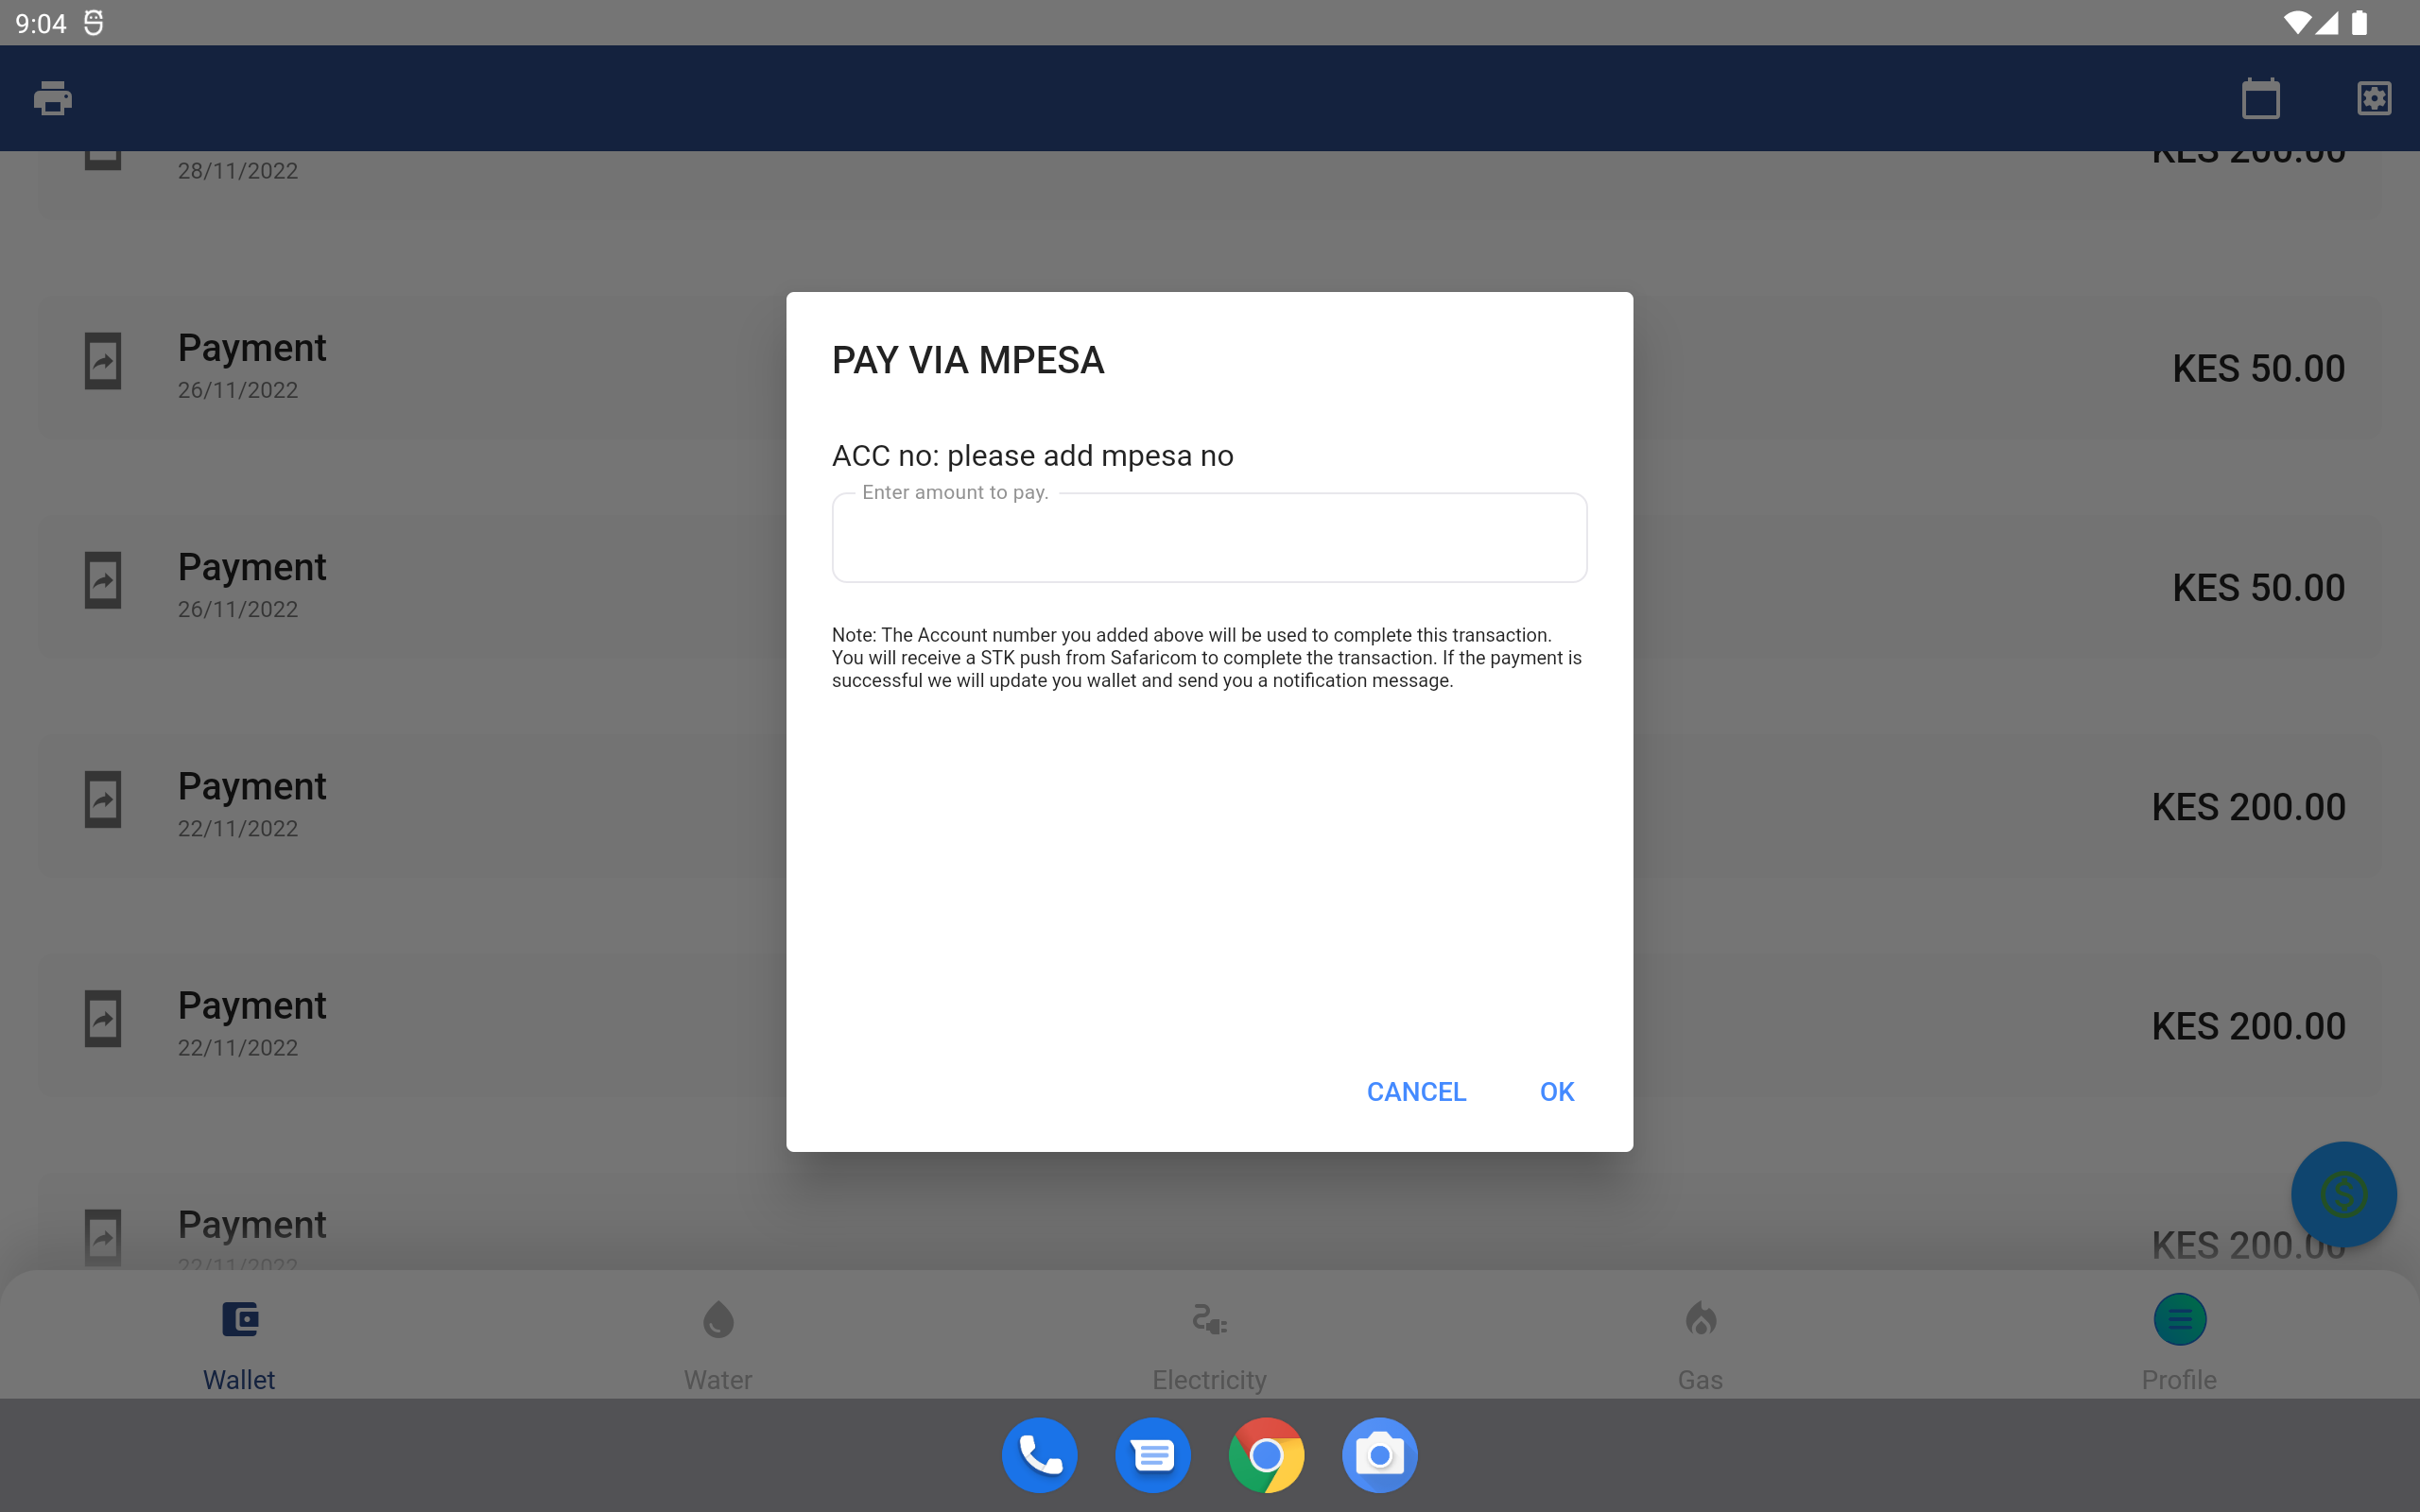 9:04
28/11/2022
KES 200.00
Payment
26/11/2022
KES 50.00
Payment
26/11/2022
KES 50.00
Payment
22/11/2022
KES 200.00
Payment
22/11/2022
KES 200.00
Payment
22/11/2022
KES 200.00
PAY VIA MPESA
ACC no: please add mpesa no
Enter amount to pay.
Note: The Account number you added above will be used to complete this transaction.
You will receive a STK push from Safaricom to complete the transaction. If the payment is
successful we will update you wallet and send you a notification message.
CANCEL
OK
Wallet
Water
Electricity
Gas
Profile